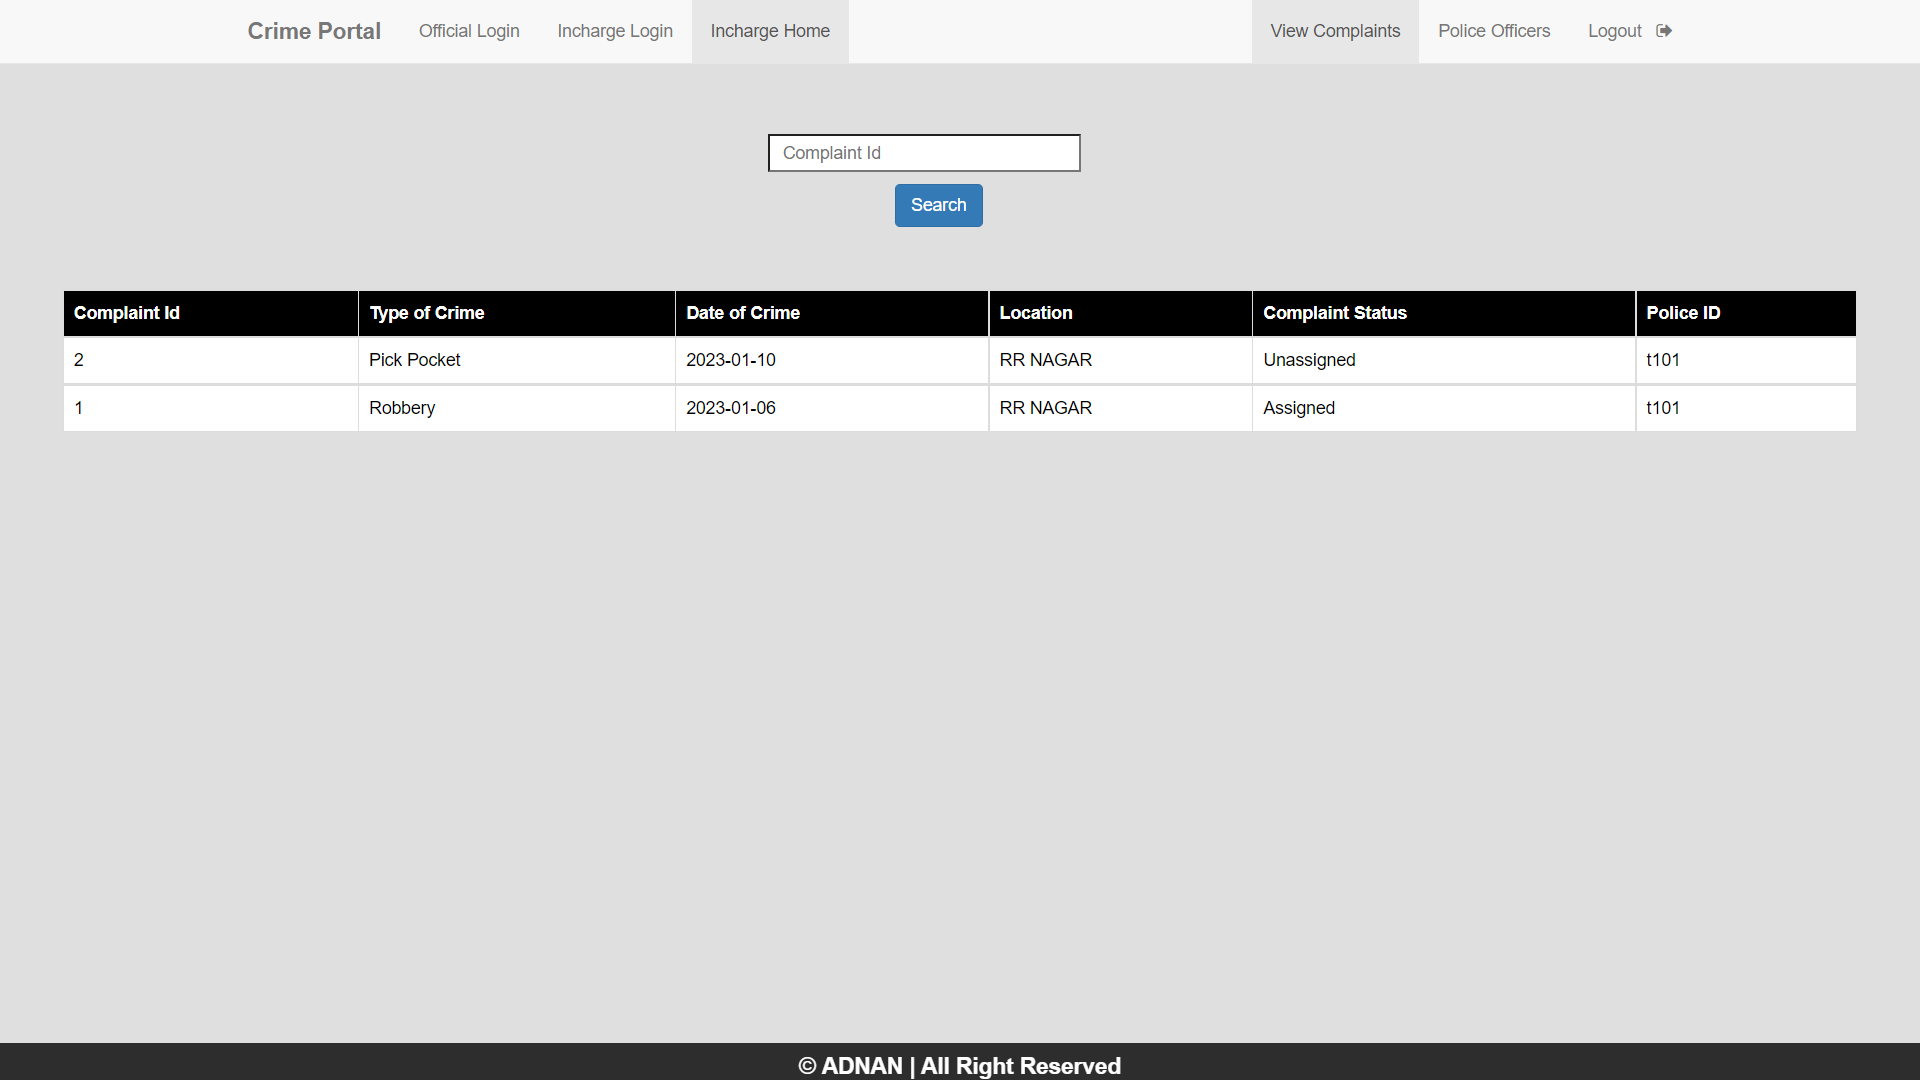 Crime Portal Official Login Incharge Login Incharge Home View Complaints Police Officers Logout
Complaint Id
Search
Complaint Id Type of Crime Date of Crime Location Complaint Status Police ID
2 Pick Pocket 2023-01-10 RR NAGAR Unassigned t101
1 Robbery 2023-01-06 RR NAGAR Assigned t101
© ADNAN | All Right Reserved